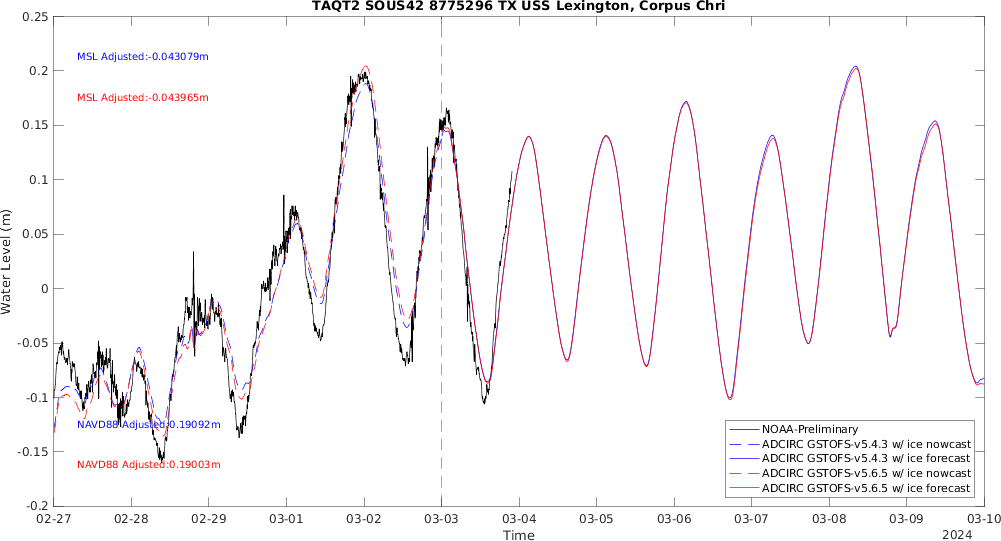 TAQT2 SOUS42 8775296 TX USS Lexington, Corpus Chri
0.25
0.2
0.15
0.1
0.05
0
-0.05
-0.1
-0.15
-0.2
Water Level (m)
MSL Adjusted:-0.043079m
MSL Adjusted:-0.043965m
NAVD88 Adjusted:0.19092m
NAVD88 Adjusted:0.19003m
NOAA-Preliminary
ADCIRC GSTOFS-v5.4.3 w/ ice nowcast
ADCIRC GSTOFS-v5.4.3 w/ ice forecast
ADCIRC GSTOFS-v5.6.5 w/ ice nowcast
ADCIRC GSTOFS-v5.6.5 w/ ice forecast
02-27 02-28 02-29 03-01 03-02 03-03 03-04 03-05 03-06 03-07 03-08 03-09 03-10
Time
2024